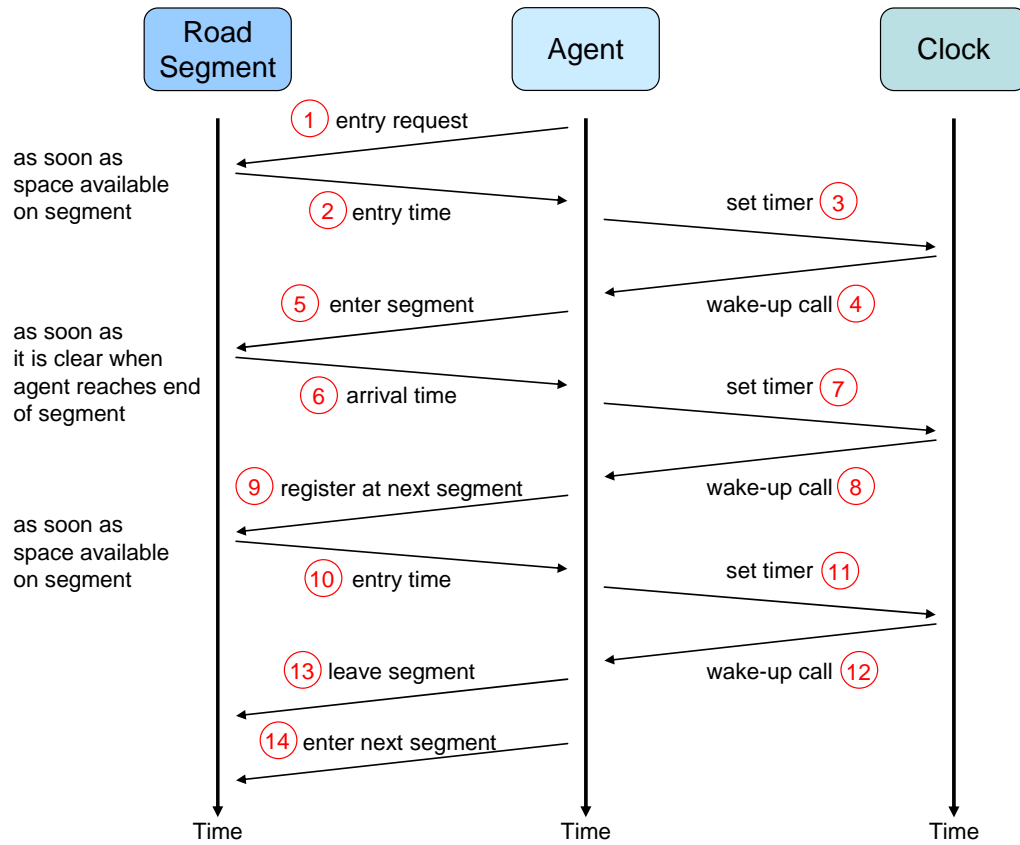 Road
Segment
Agent
Clock
1 entry request
as soon as
space available
on segment
2 entry time
set timer 3
5 enter segment
wake-up call 4
as soon as
it is clear when
agent reaches end
of segment
6 arrival time
set timer 7
9 register at next segment
wake-up call 8
as soon as
space available
on segment
10 entry time
set timer 11
13 leave segment
wake-up call 12
14 enter next segment
Time
Time
Time